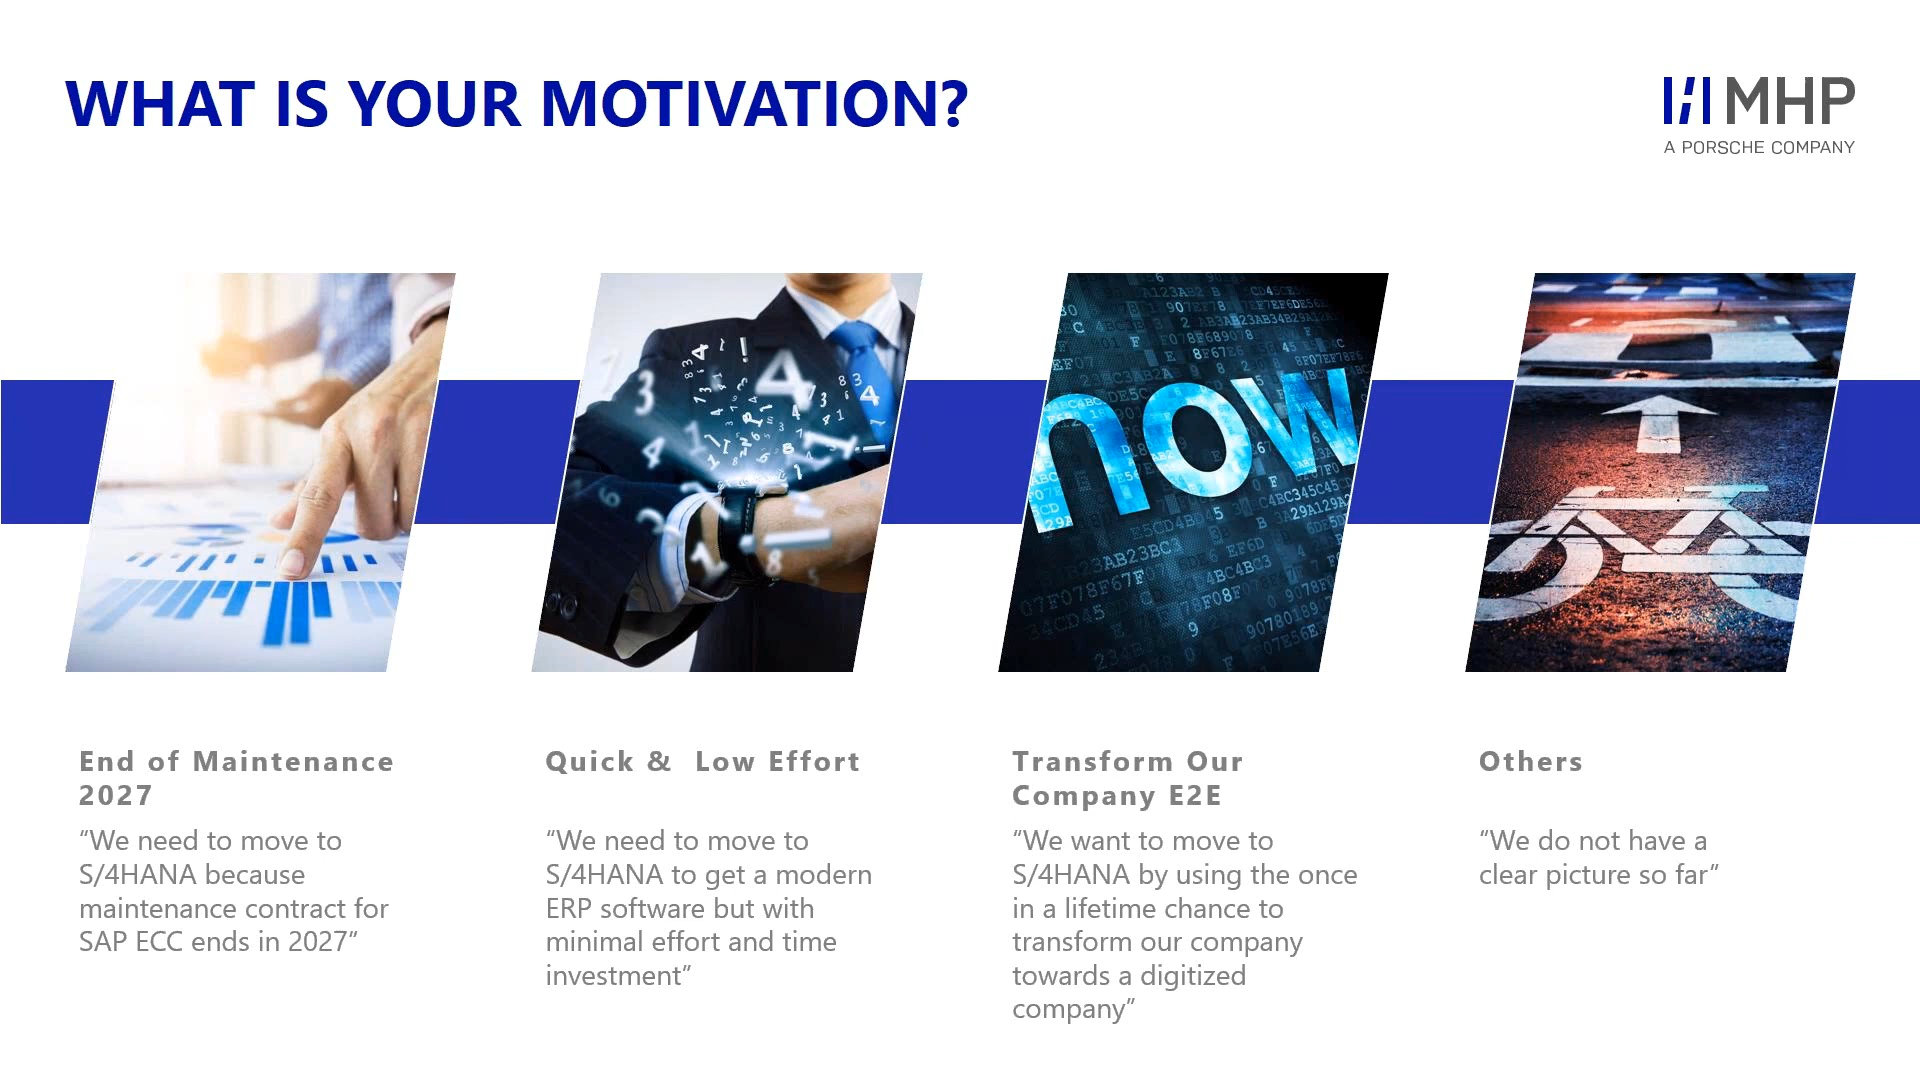 WHAT IS YOUR MOTIVATION?
MHP
A PORSCHE COMPANY
now
End of Maintenance
2027
“We need to move to
S/4HANA because
maintenance contract for
SAP ECC ends in 2027”
Quick &  Low Effort
“We need to move to
S/4HANA to get a modern
ERP software but with
minimal effort and time
investment”
Transform Our
Company E2E
“We want to move to
S/4HANA by using the once
in a lifetime chance to
transform our company
towards a digitized
company”
Others
“We do not have a
clear picture so far”